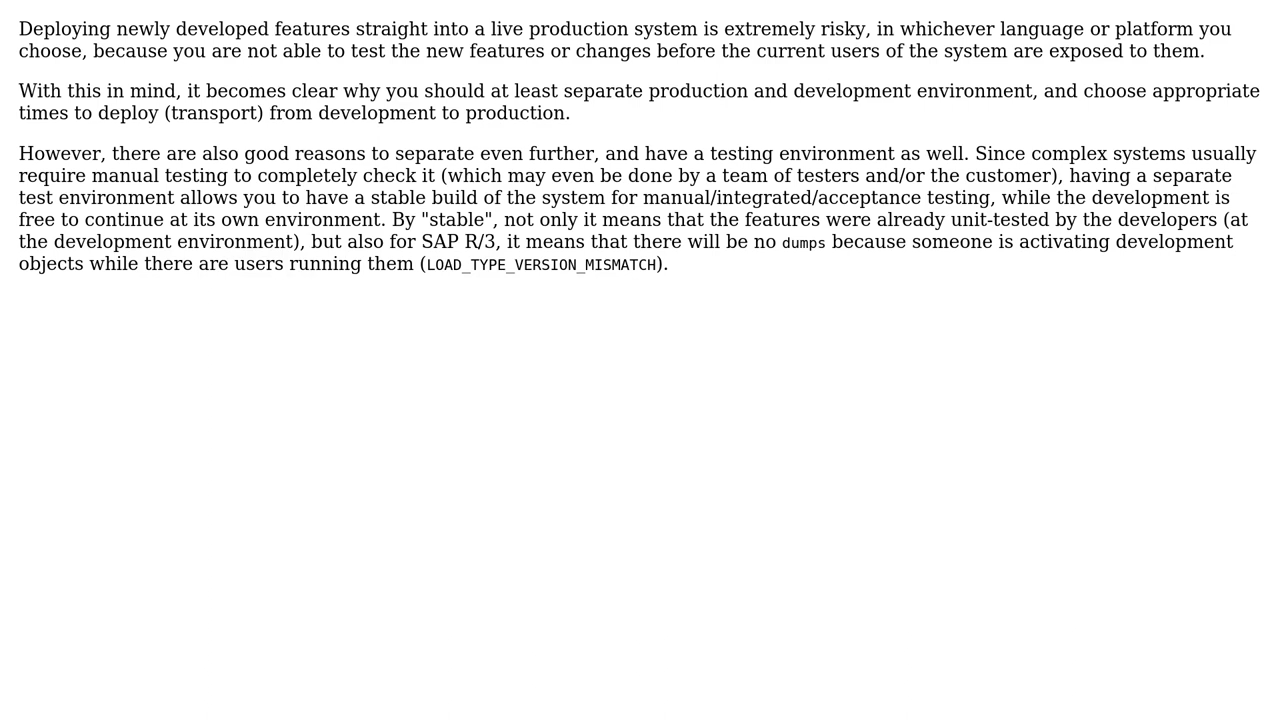 Deploying newly developed features straight into a live production system is extremely risky, in whichever language or platform you
choose, because you are not able to test the new features or changes before the current users of the system are exposed to them.
With this in mind, it becomes clear why you should at least separate production and development environment, and choose appropriate
times to deploy (transport) from development to production.
However, there are also good reasons to separate even further, and have a testing environment as well. Since complex systems usually
require manual testing to completely check it (which may even be done by a team of testers and/or the customer), having a separate
test environment allows you to have a stable build of the system for manual/integrated/acceptance testing, while the development is
free to continue at its own environment. By "stable", not only it means that the features were already unit-tested by the developers (at
the development environment), but also for SAP R/3, it means that there will be no dumps because someone is activating development
objects while there are users running them (LOAD_TYPE_VERSION_MISMATCH).